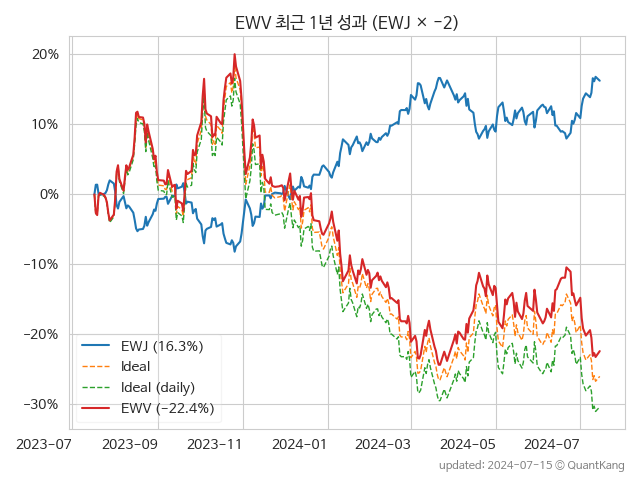 EWV 최근 1년 성과 (EWJ × −2)
20%
10%
0%
−10%
−20%
−30%
EWJ (16.3%)
Ideal
Ideal (daily)
EWV (−22.4%)
2023-07 2023-09 2023-11 2024-01 2024-03 2024-05 2024-07
updated: 2024-07-15 © QuantKang